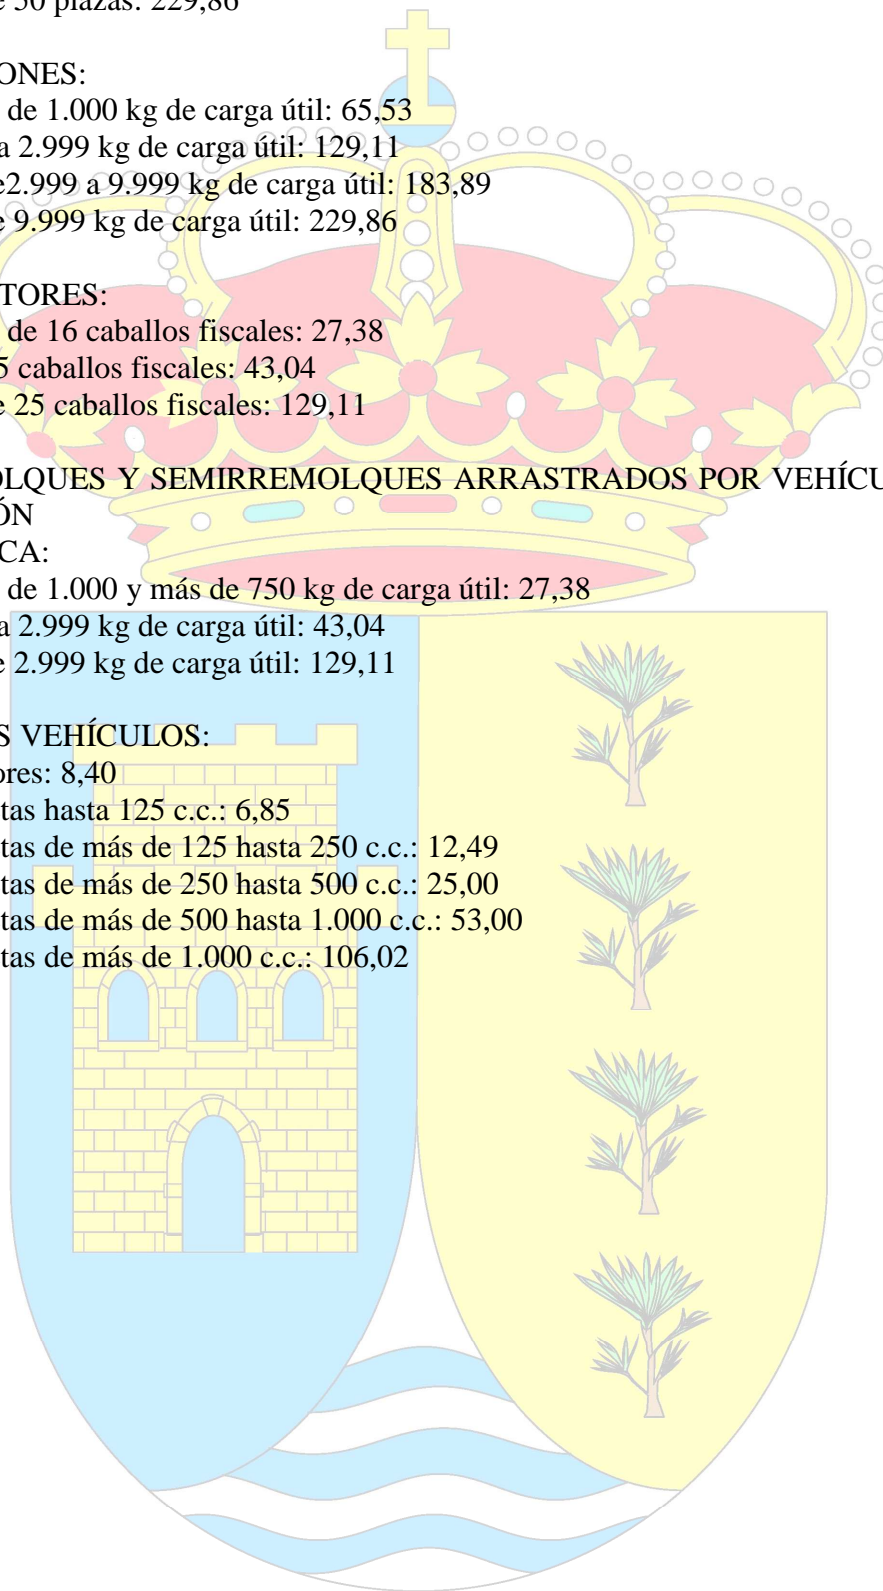 e 50 plazas: 229,86
ONES:
de 1.000 kg de carga útil: 65,53
a 2.999 kg de carga útil: 129,11
e2.999 a 9.999 kg de carga útil: 183,89
e 9.999 kg de carga útil: 229,86
TORES:
de 16 caballos fiscales: 27,38
5 caballos fiscales: 43,04
e 25 caballos fiscales: 129,11
OLQUES Y SEMIRREMOLQUES ARRASTRADOS POR VEHÍCU
ÓN
CA:
de 1.000 y más de 750 kg de carga útil: 27,38
a 2.999 kg de carga útil: 43,04
e 2.999 kg de carga útil: 129,11
S VEHÍCULOS:
ores: 8,40
tas hasta 125 c.c.: 6,85
tas de más de 125 hasta 250 c.c.: 12,49
tas de más de 250 hasta 500 c.c.: 25,00
tas de más de 500 hasta 1.000 c.c.: 53,00
tas de más de 1.000 c.c.: 106,02